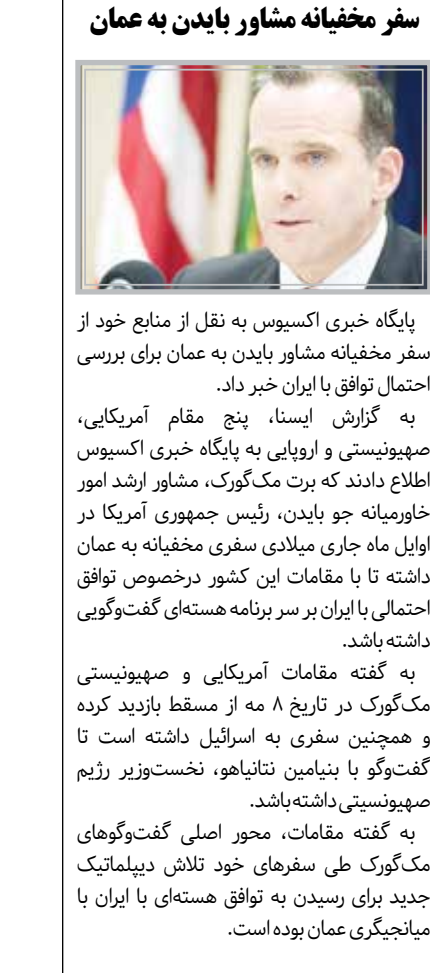 سفر مخفیانه مشاور بایدن به عمان
پایگاه خبری اکسیوس به نقل از منابع خود از
سفر مخفیانه مشاور بایدن به عمان برای بررسی
احتمال توافق با ایران خبر داد.
به گزارش ایسنا، پنج مقام آمریکایی،
صهیونیستی و اروپایی به پایگاه خبری اکسیوس
اطلاع دادند که برت مک‌گورک، مشاور ارشد امور
خاورمیانه جو بایدن، رئیس جمهوری آمریکا در
اوایل ماه جاری میلادی سفری مخفیانه به عمان
داشته تا با مقامات این کشور درخصوص توافق
احتمالی با ایران بر سر برنامه هسته‌ای گفت‌وگویی
داشته باشد.
به گفته مقامات آمریکایی و صهیونیستی
مک‌گورک در تاریخ ۸ مه از مسقط بازدید کرده
و همچنین سفری به اسرائیل داشته است تا
گفت‌وگو با بنیامین نتانیاهو، نخست‌وزیر رژیم
صهیونسیتی داشته‌باشد.
به گفته مقامات، محور اصلی گفت‌وگوهای
مک‌گورک طی سفرهای خود تلاش دیپلماتیک
جدید برای رسیدن به توافق هسته‌ای با ایران با
میانجیگری عمان بوده است.